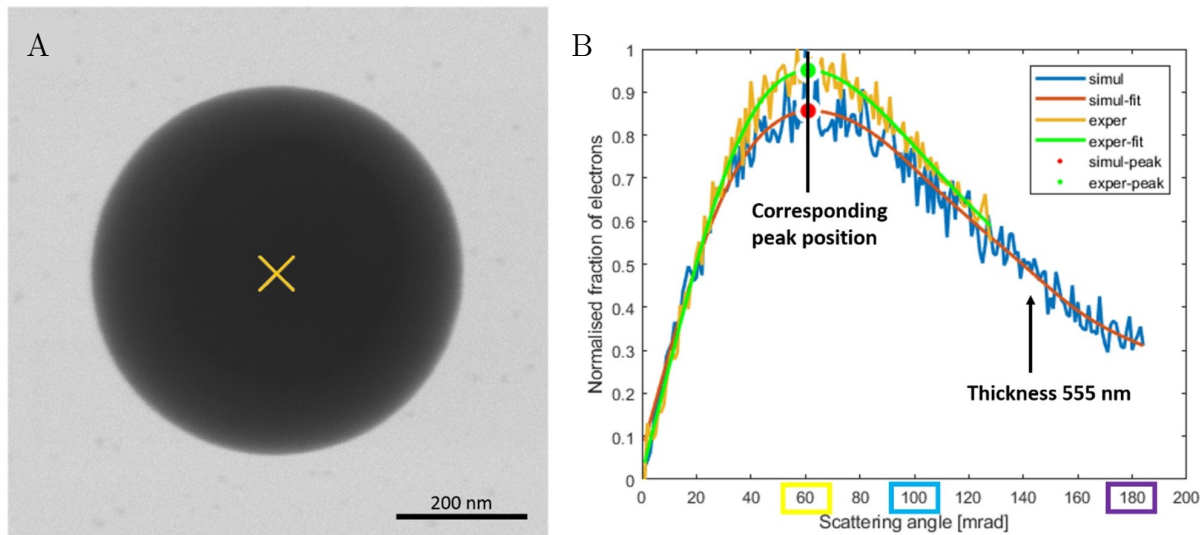 A
200 nm
B
1
0.9
0.8
0.7
0.6
0.5
0.4
0.3
0.2
0.1
0
Normalised fraction of electrons
simul
simul-fit
exper
exper-fit
simul-peak
exper-peak
Corresponding
peak position
Thickness 555 nm
0 20 40 60 80 100 120 140 160 180 200
Scattering angle [mrad]